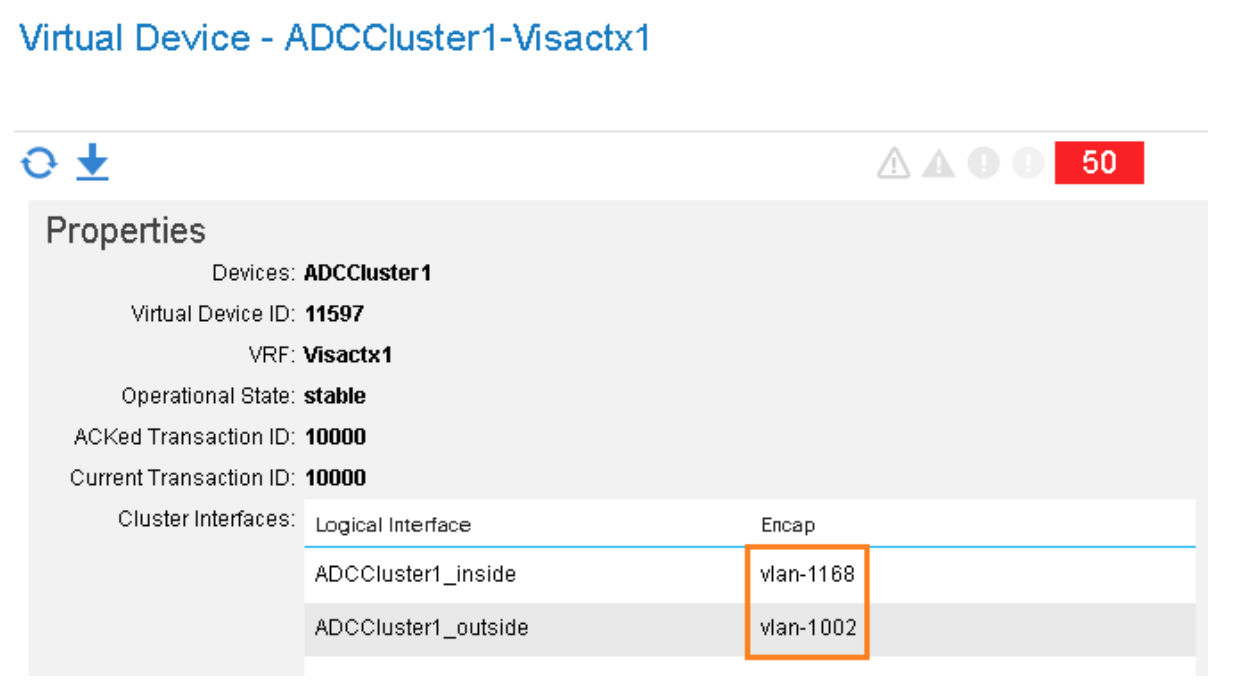 Virtual Device - ADCCluster1-Visactx1
50
Properties
Devices: ADCCluster1
Virtual Device ID: 11597
VRF: Visactx1
Operational State: stable
ACKed Transaction ID: 10000
Current Transaction ID: 10000
Cluster Interfaces: Logical Interface Encap
ADCCluster1_inside vlan-1168
ADCCluster1_outside vlan-1002